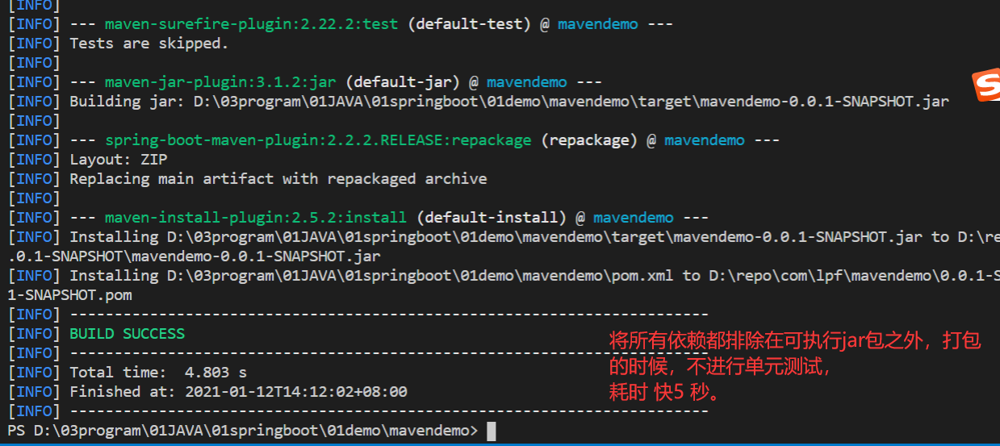 [INFO]
[INFO] --- maven-surefire-plugin:2.22.2:test (default-test) @ mavendemo ---
[INFO] Tests are skipped.
[INFO]
[INFO] --- maven-jar-plugin:3.1.2:jar (default-jar) @ mavendemo ---
[INFO] Building jar: D:\03program\01JAVA\01springboot\01demo\mavendemo\target\mavendemo-0.0.1-SNAPSHOT.jar
[INFO]
[INFO] --- spring-boot-maven-plugin:2.2.2.RELEASE:repackage (repackage) @ mavendemo ---
[INFO] Layout: ZIP
[INFO] Replacing main artifact with repackaged archive
[INFO]
[INFO] --- maven-install-plugin:2.5.2:install (default-install) @ mavendemo ---
[INFO] Installing D:\03program\01JAVA\01springboot\01demo\mavendemo\target\mavendemo-0.0.1-SNAPSHOT.jar to D:\re
.0.1-SNAPSHOT\mavendemo-0.0.1-SNAPSHOT.jar
[INFO] Installing D:\03program\01JAVA\01springboot\01demo\mavendemo\pom.xml to D:\repo\com\lpf\mavendemo\0.0.1-S
1-SNAPSHOT.pom
[INFO] ------------------------------------------------------------------------
[INFO] BUILD SUCCESS
[INFO] ------------------------------------------------------------------------
[INFO] Total time:  4.803 s
[INFO] Finished at: 2021-01-12T14:12:02+08:00
[INFO] ------------------------------------------------------------------------
PS D:\03program\01JAVA\01springboot\01demo\mavendemo>
将所有依赖都排除在可执行jar包之外，打包
的时候，不进行单元测试，
耗时 快5 秒。
S